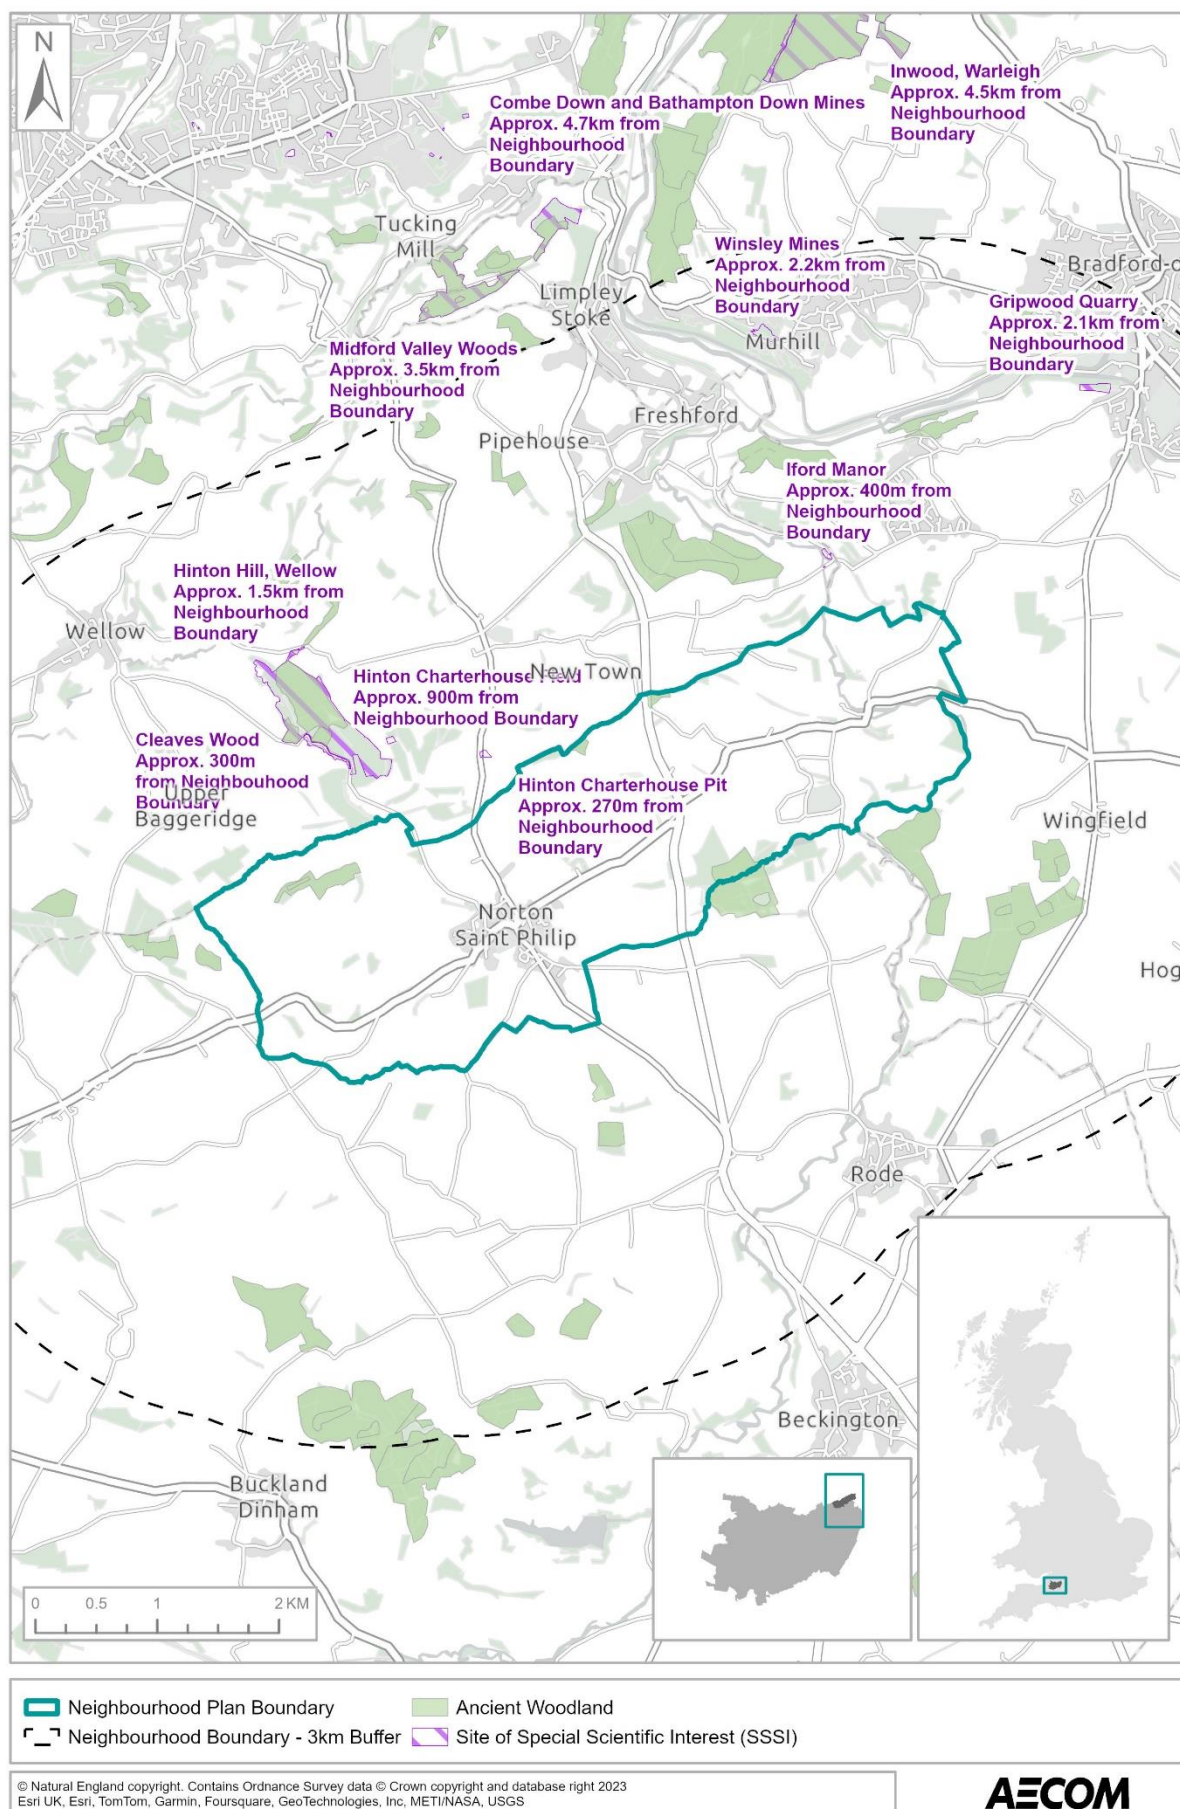 N
Inwood, Warleigh
Approx. 4.5km from
Neighbourhood
Boundary
Combe Down and Bathampton Down Mines
Approx. 4.7km from
Neighbourhood
Boundary
Tucking
Mill
Winsley Mines
Approx. 2.2km from
Neighbourhood
Boundary
Bradford-o
Limpley
Stoke
Gripwood Quarry
Approx. 2.1km from
Neighbourhood
Boundary
Murhill
Midford Valley Woods
Approx. 3.5km from
Neighbourhood
Boundary
Freshford
Pipehouse
Iford Manor
Approx. 400m from
Neighbourhood
Boundary
Hinton Hill, Wellow
Approx. 1.5km from
Neighbourhood
Boundary
Wellow
New Town
Hinton Charterhouse Field
Approx. 900m from
Neighbourhood Boundary
Cleaves Wood
Approx. 300m
from Neighbouhood
Boundary
Upper
Baggeridge
Hinton Charterhouse Pit
Approx. 270m from
Neighbourhood
Boundary
Wingfield
Norton
Saint Philip
Hog
Rode
Beckington
Buckland
Dinham
0 0.5 1 2 KM
Neighbourhood Plan Boundary
Ancient Woodland
Neighbourhood Boundary - 3km Buffer
Site of Special Scientific Interest (SSSI)
© Natural England copyright. Contains Ordnance Survey data © Crown copyright and database right 2023
Esri UK, Esri, TomTom, Garmin, Foursquare, GeoTechnologies, Inc, METI/NASA, USGS
AECOM